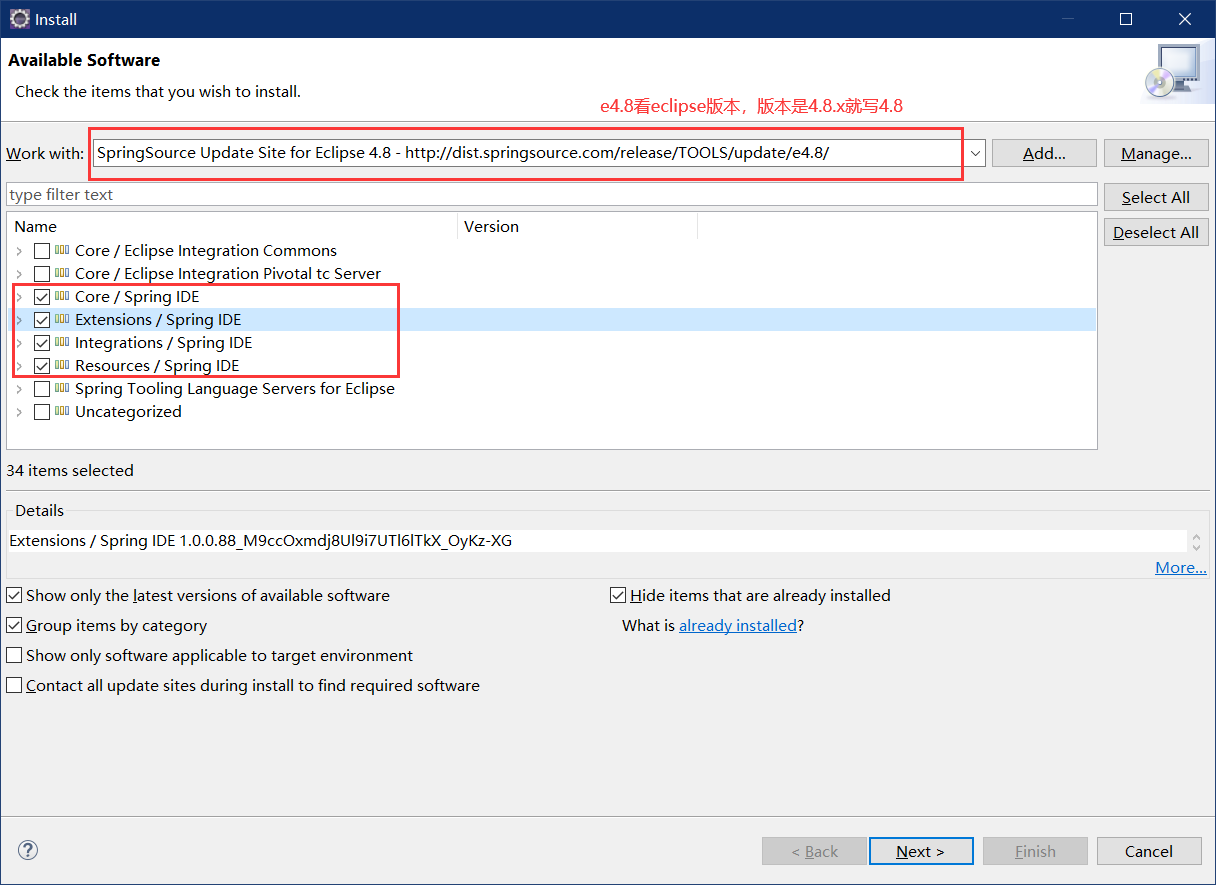 Install
Available Software
Check the items that you wish to install.
e4.8看eclipse版本，版本是4.8.x就写4.8
Work with: SpringSource Update Site for Eclipse 4.8 - http://dist.springsource.com/release/TOOLS/update/e4.8/ Add... Manage...
type filter text Select All
Name Version Deselect All
Core / Eclipse Integration Commons
Core / Eclipse Integration Pivotal tc Server
Core / Spring IDE
Extensions / Spring IDE
Integrations / Spring IDE
Resources / Spring IDE
Spring Tooling Language Servers for Eclipse
Uncategorized
34 items selected
Details
Extensions / Spring IDE 1.0.0.88_M9ccOxmdj8Ul9i7UTl6lTkX_OyKz-XG
More...
Show only the latest versions of available software Hide items that are already installed
Group items by category What is already installed?
Show only software applicable to target environment
Contact all update sites during install to find required software
? < Back Next > Finish Cancel